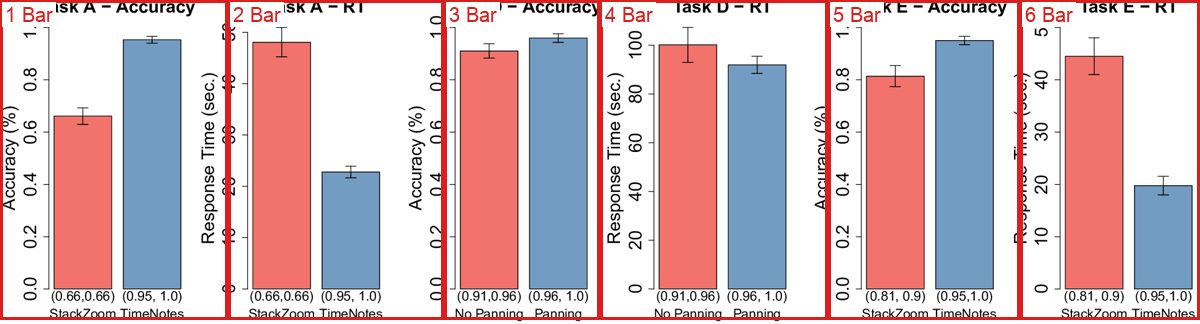 1 Bar
ask A − Accuracy
Accuracy (%)
0.0 0.2 0.4 0.6 0.8 1.
(0.66,0.66) (0.95, 1.0)
StackZoom TimeNotes
2 Bar
sk A − RT
Response Time (sec.)
(0.66,0.66) (0.95, 1.0)
StackZoom TimeNotes
3 Bar
− Accuracy
Accuracy (%)
0.0 0.2 0.4 0.6 0.8
(0.91,0.96) (0.96, 1.0)
No Panning Panning
4 Bar
Task D − RT
Response Time (sec.)
0 20 40 60 80 100
(0.91,0.96) (0.96, 1.0)
No Panning Panning
5 Bar
k E − Accuracy
Accuracy (%)
0.0 0.2 0.4 0.6 0.8 1.
(0.81, 0.9) (0.95,1.0)
StackZoom TimeNotes
6 Bar
Task E − RT
Response Time (sec.)
0 10 20 30 40 5
(0.81, 0.9) (0.95,1.0)
StackZoom TimeNotes